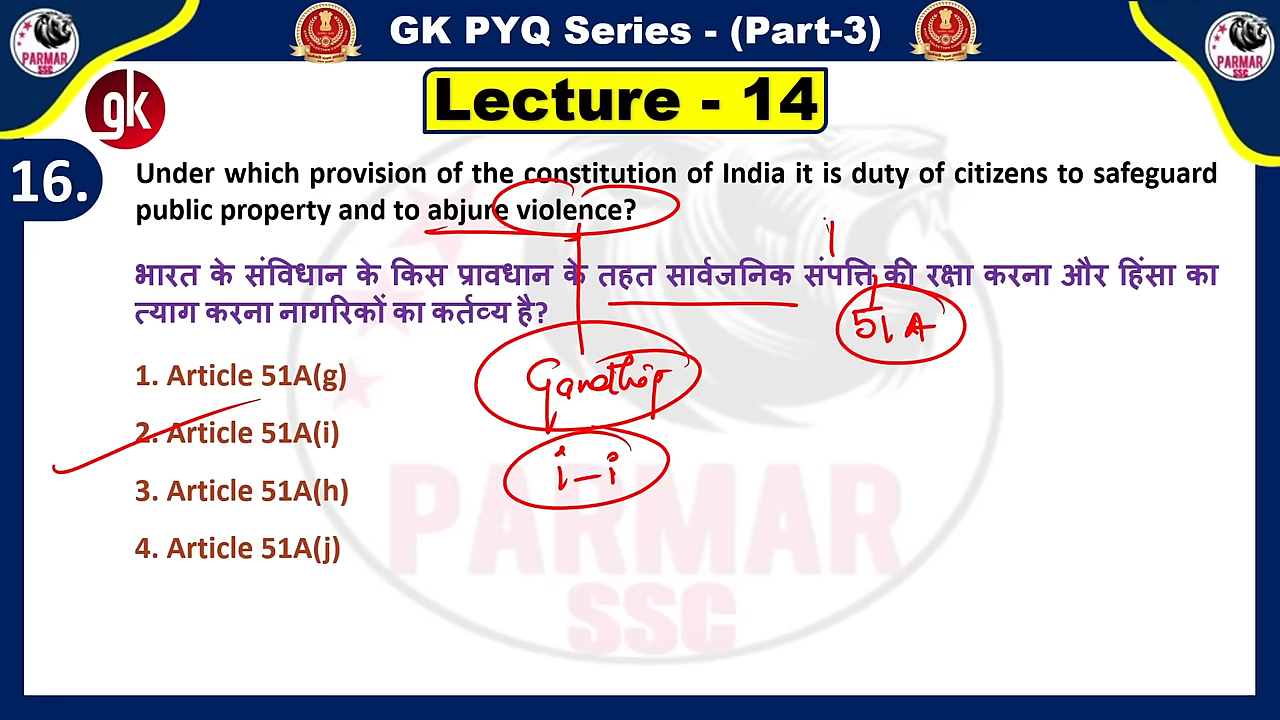 GK PYQ Series - (Part-3)
PARMAR
SSC
PARMAR
SSC
gk
Lecture - 14
16.
Under which provision of the constitution of India it is duty of citizens to safeguard
public property and to abjure violence?
भारत के संविधान के किस प्रावधान के तहत सार्वजनिक संपत्ति की रक्षा करना और हिंसा का
त्याग करना नागरिकों का कर्तव्य है?
51A
1. Article 51A(g)
2. Article 51A(i)
3. Article 51A(h)
4. Article 51A(j)
i-i
PARMAR
SSC